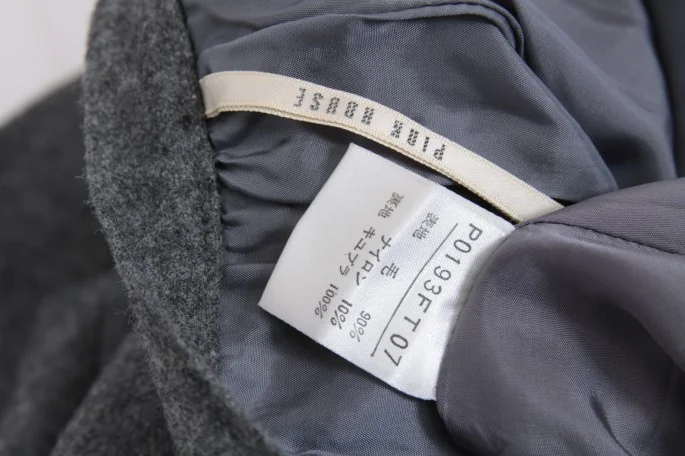 PINK HOUSE
P0193FT07
表地 毛 90%
ナイロン 10%
裏地 キュプラ 100%